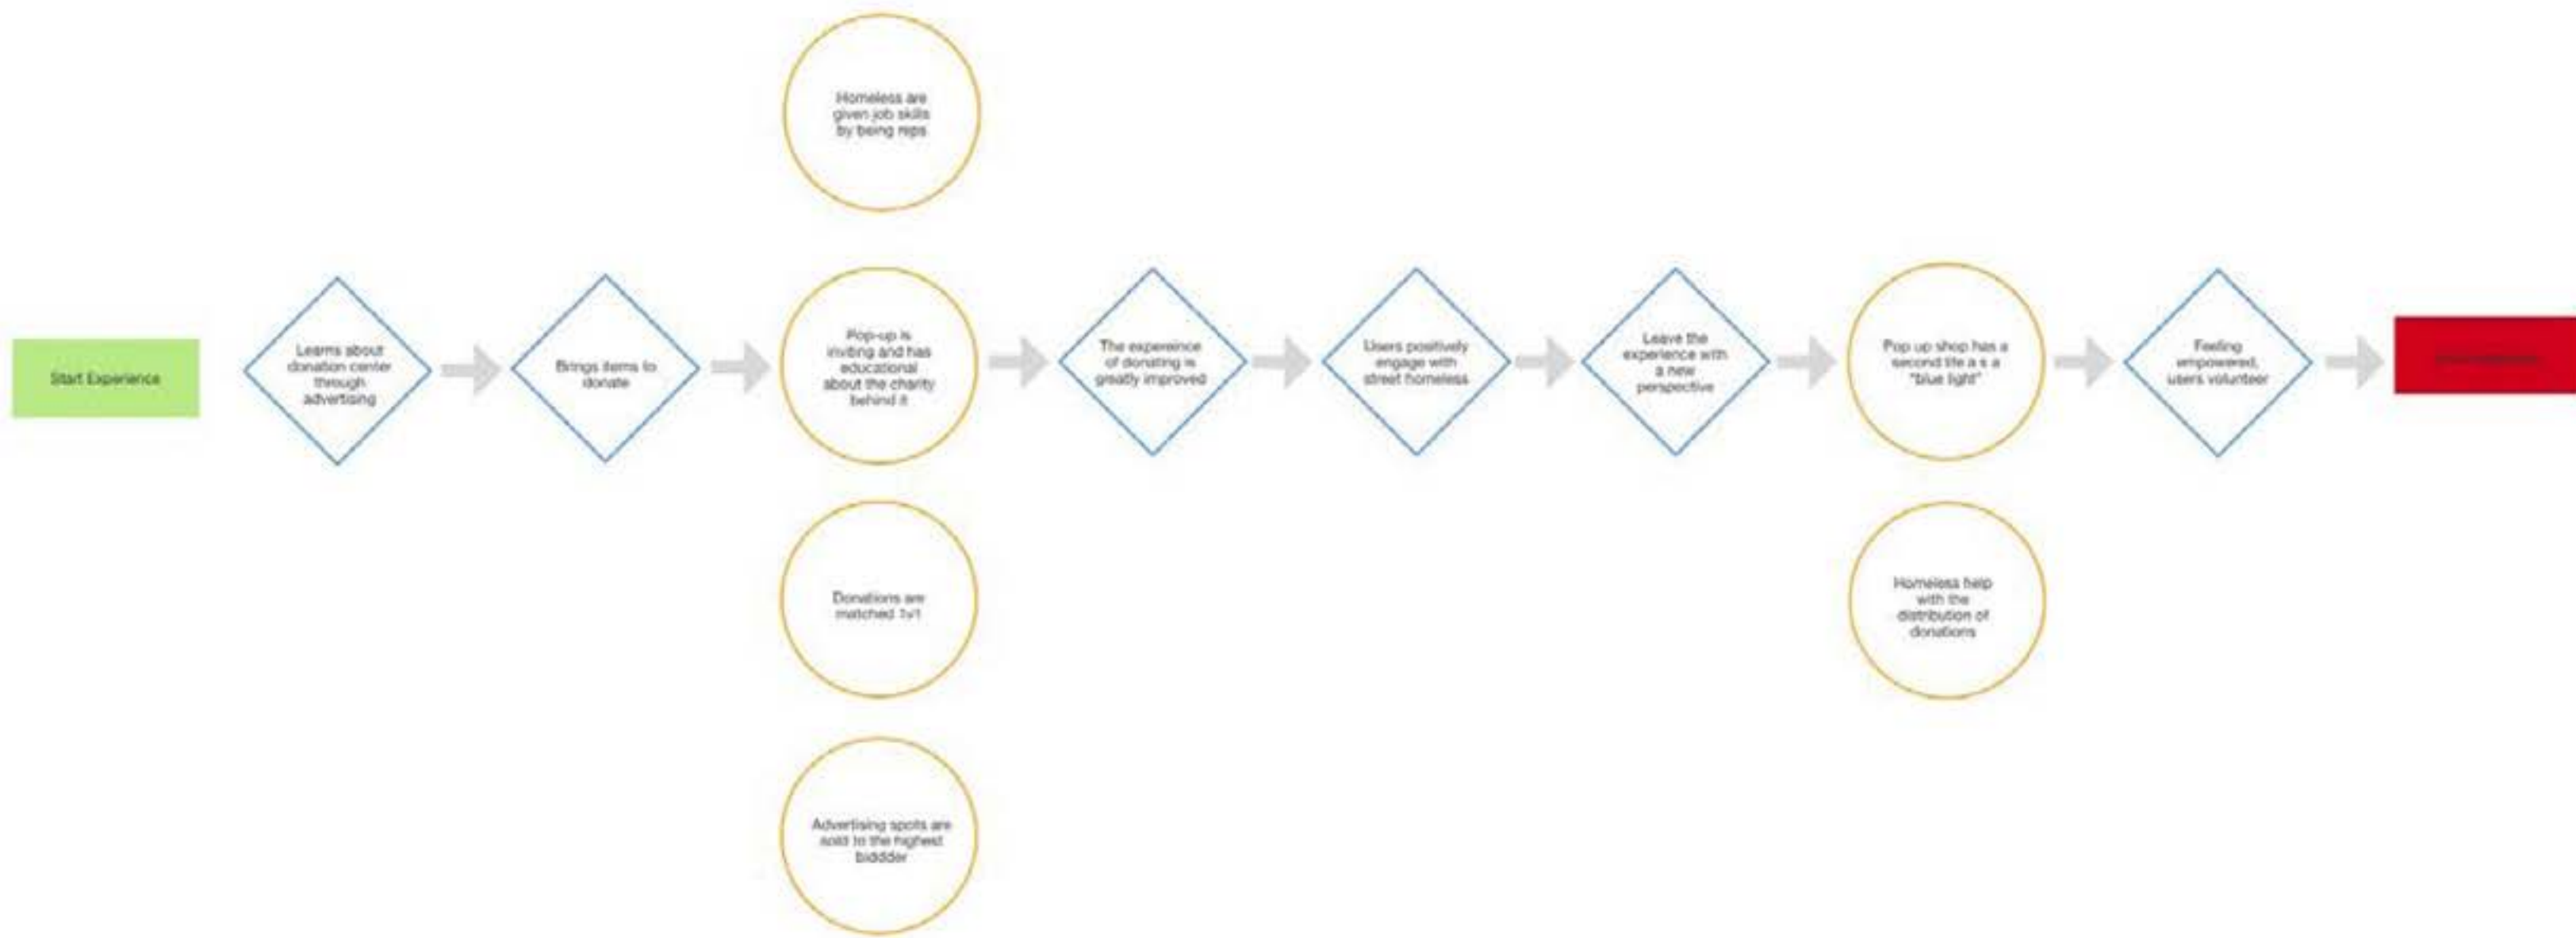 Homeless are
given job skills
by being reps
Start Experience
Learns about
donation center
through
advertising
Brings items to
donate
Pop-up is
inviting and has
educational
about the charity
behind it
The expereince
of donating is
greatly improved
Users positively
engage with
street homeless
Leave the
experience with
a new
perspective
Pop up shop has a
second life a s a
"blue light"
Feeling
empowered,
users volunteer
Donations are
matched 1v1
Homeless help
with the
distribution of
donations
Advertising spots are
sold to the highest
biddder